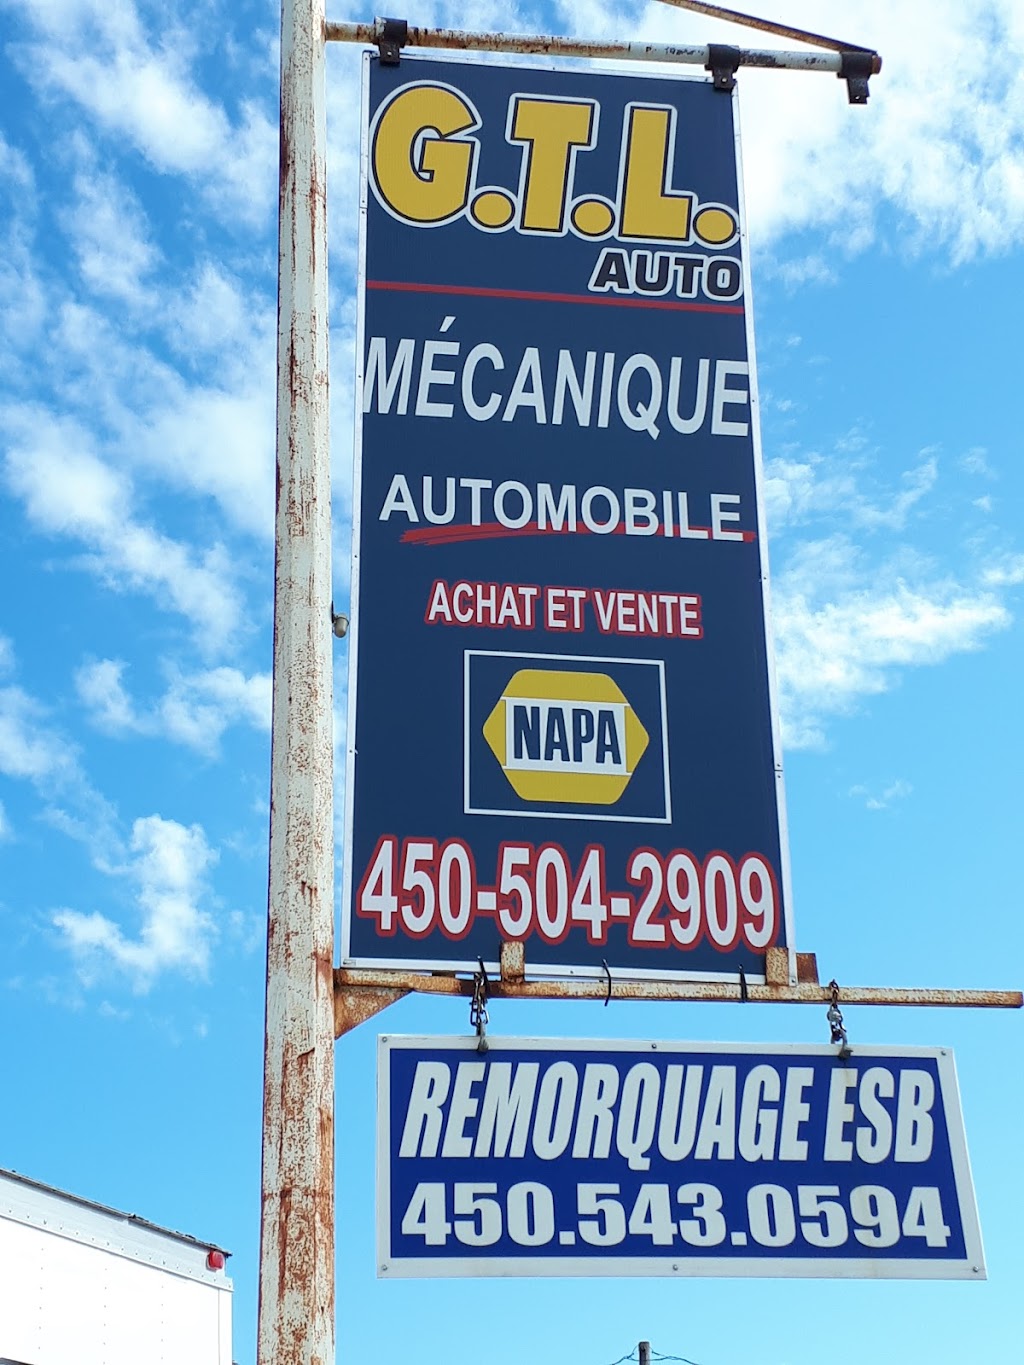 G.T.L.
AUTO
MÉCANIQUE
AUTOMOBILE
ACHAT ET VENTE
NAPA
450-504-2909
REMORQUAGE ESB
450.543.0594